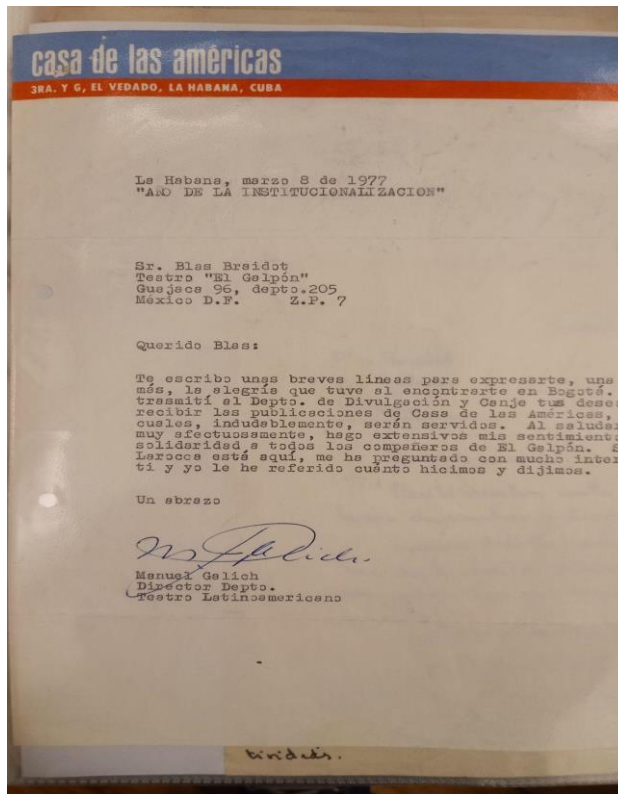 casa de las américas
3RA. Y G, EL VEDADO, LA HABANA, CUBA
La Habana, marzo 8 de 1977
"AÑO DE LA INSTITUCIONALIZACION"
Sr. Blas Braidot
Teatro "El Galpón"
Guajaca 96, depto.205
México D.F. Z.P. 7
Querido Blas:
Te escribo unas breves líneas para expresarte, una
más, la alegría que tuve al encontrarte en Bogotá.
trasmití al Depto. de Divulgación y Canje tus dese
recibir las publicaciones de Casa de las Américas,
cuales, indudablemente, serán servidos. Al saluda
muy afectuosamente, hago extensivos mis sentimient
solidaridad a todos los compañeros de El Galpón. S
Larocca está aquí, me ha preguntado con mucho inter
ti y yo le he referido cuánto hicimos y dijimos.
Un abrazo
M Galich
Manuel Galich
Director Depto.
Teatro Latinoamericano
tividades.